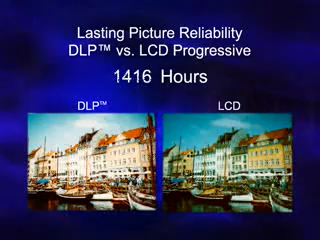 Lasting Picture Reliability
DLP™ vs. LCD Progressive
1416 Hours
DLP™ LCD